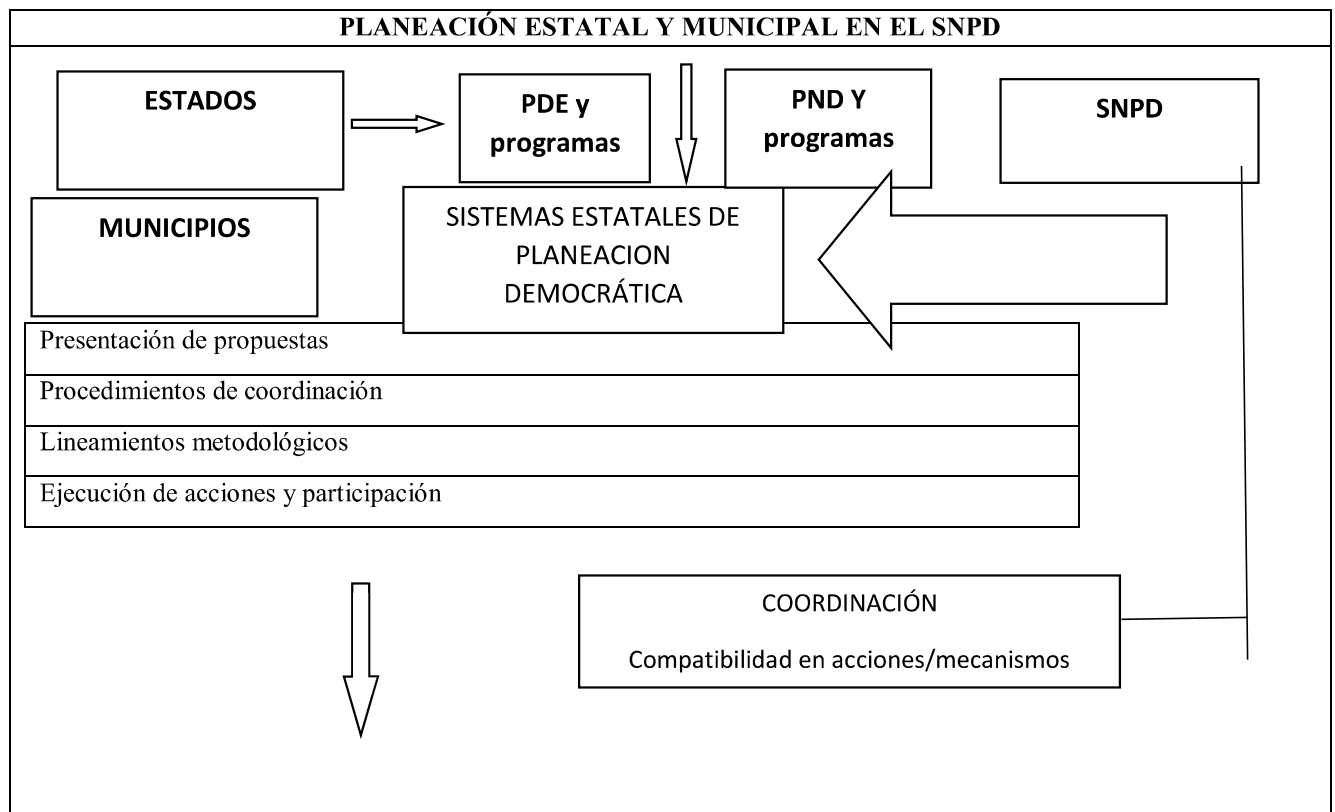 PLANEACIÓN ESTATAL Y MUNICIPAL EN EL SNPD
ESTADOS
PDE y
programas
PND Y
programas
SNPD
MUNICIPIOS
SISTEMAS ESTATALES DE
PLANEACION
DEMOCRÁTICA
Presentación de propuestas
Procedimientos de coordinación
Lineamientos metodológicos
Ejecución de acciones y participación
COORDINACIÓN
Compatibilidad en acciones/mecanismos